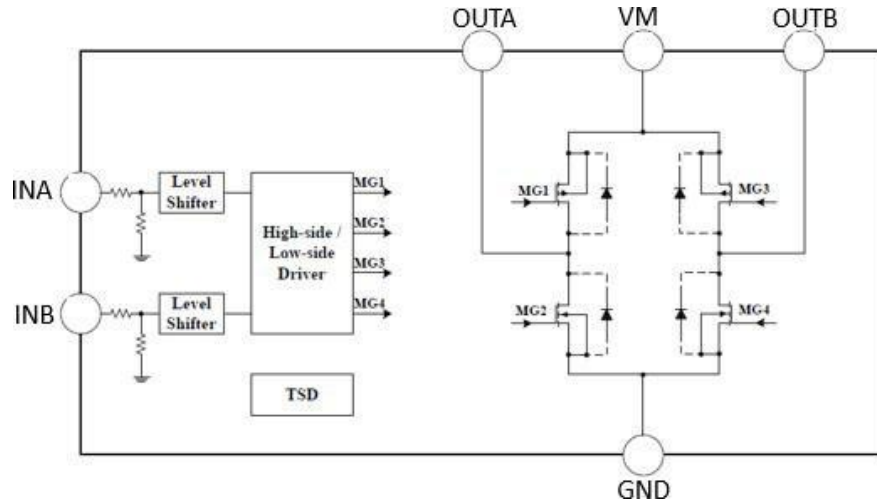 OUTA
VM
OUTB
INA
Level
Shifter
High-side /
Low-side
Driver
MG1
MG2
MG3
MG4
INB
Level
Shifter
TSD
MG1
MG3
MG2
MG4
GND